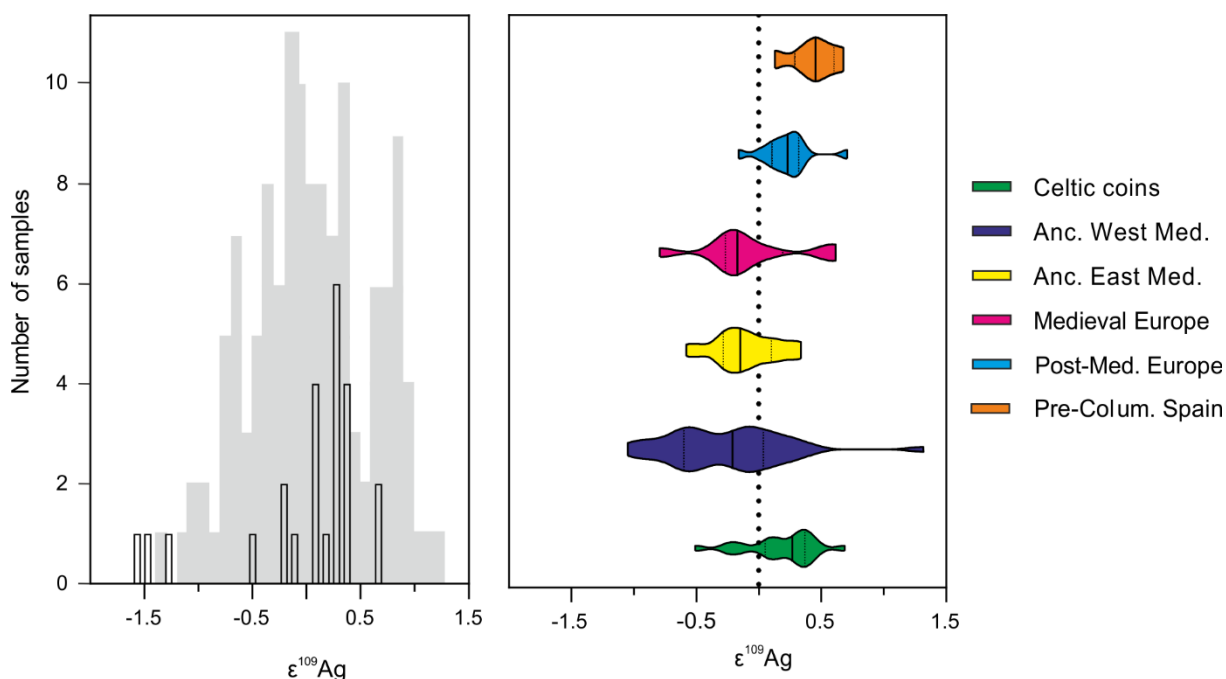 Number of samples
10
8
6
4
2
0
-1.5
-0.5
0.5
1.5
ε¹⁰⁹Ag
-1.5
-0.5
0.5
1.5
ε¹⁰⁹Ag
Celtic coins
Anc. West Med.
Anc. East Med.
Medieval Europe
Post-Med. Europe
Pre-Colum. Spain